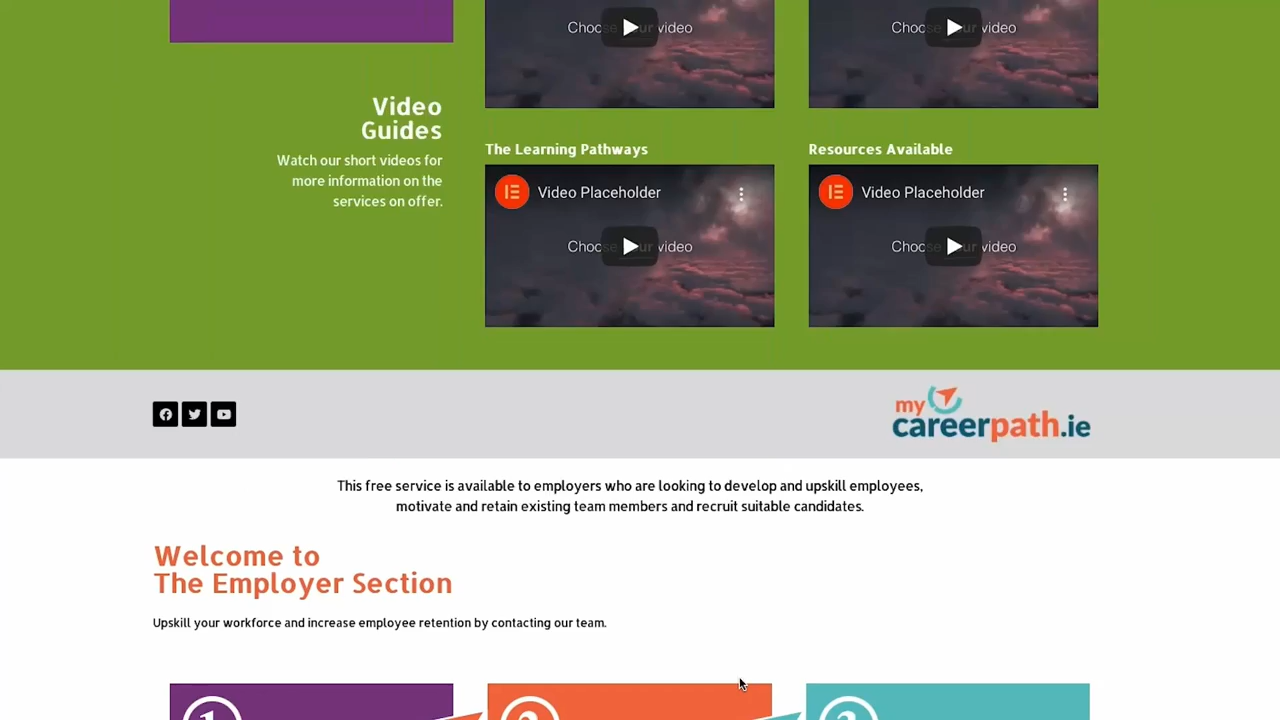 Choose your video
Choose your video
Video
Guides
Watch our short videos for
more information on the
services on offer.
The Learning Pathways
Video Placeholder
Choose your video
Resources Available
Video Placeholder
Choose your video
my
careerpath.ie
This free service is available to employers who are looking to develop and upskill employees,
motivate and retain existing team members and recruit suitable candidates.
Welcome to
The Employer Section
Upskill your workforce and increase employee retention by contacting our team.
1
2
3